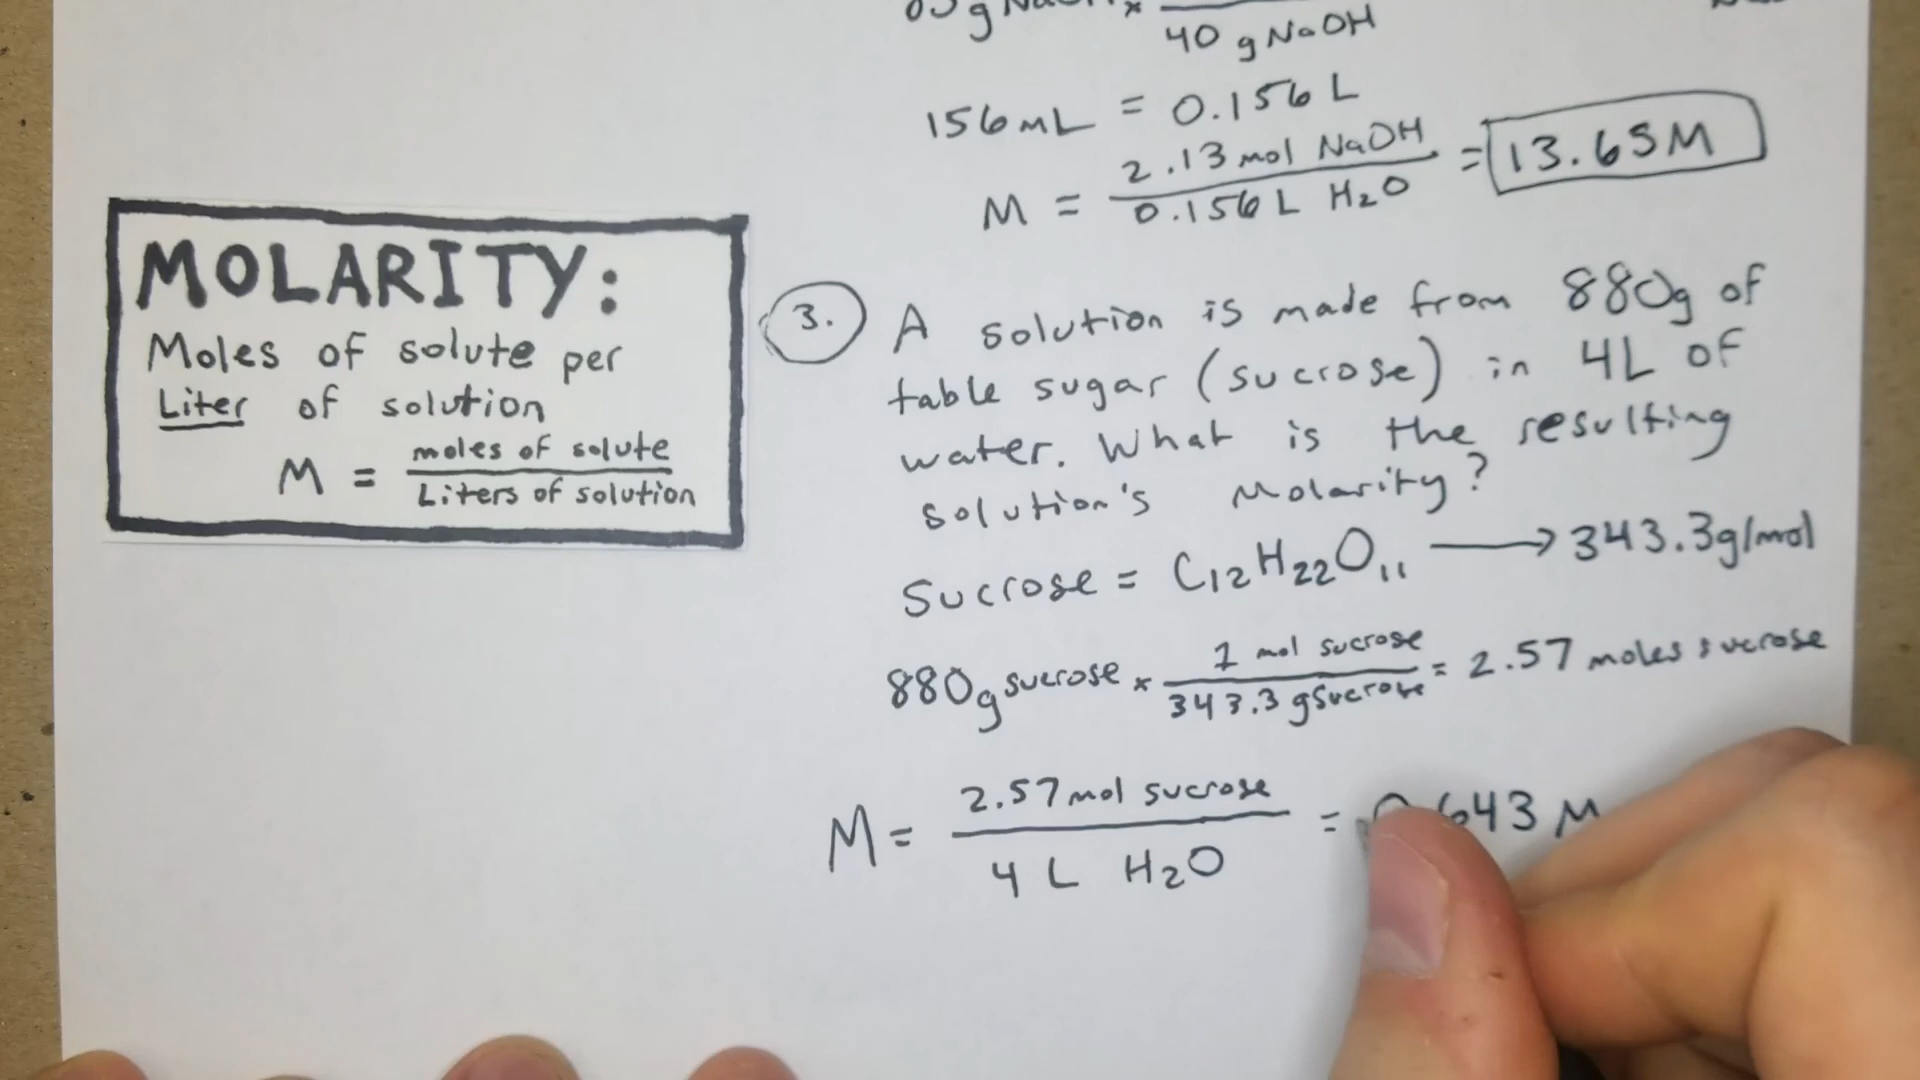 MOLARITY:
Moles of solute per
Liter of solution
M = moles of solute / Liters of solution
40 g NaOH
156mL = 0.156 L
M = 2.13 mol NaOH / 0.156 L H₂O = 13.65M
3. A solution is made from 880g of
table sugar (sucrose) in 4L of
water. What is the resulting
solution's Molarity?
Sucrose = C₁₂H₂₂O₁₁ → 343.3g/mol
880g sucrose × 1 mol sucrose / 343.3 g sucrose = 2.57 moles sucrose
M = 2.57 mol sucrose / 4 L H₂O = 643 M